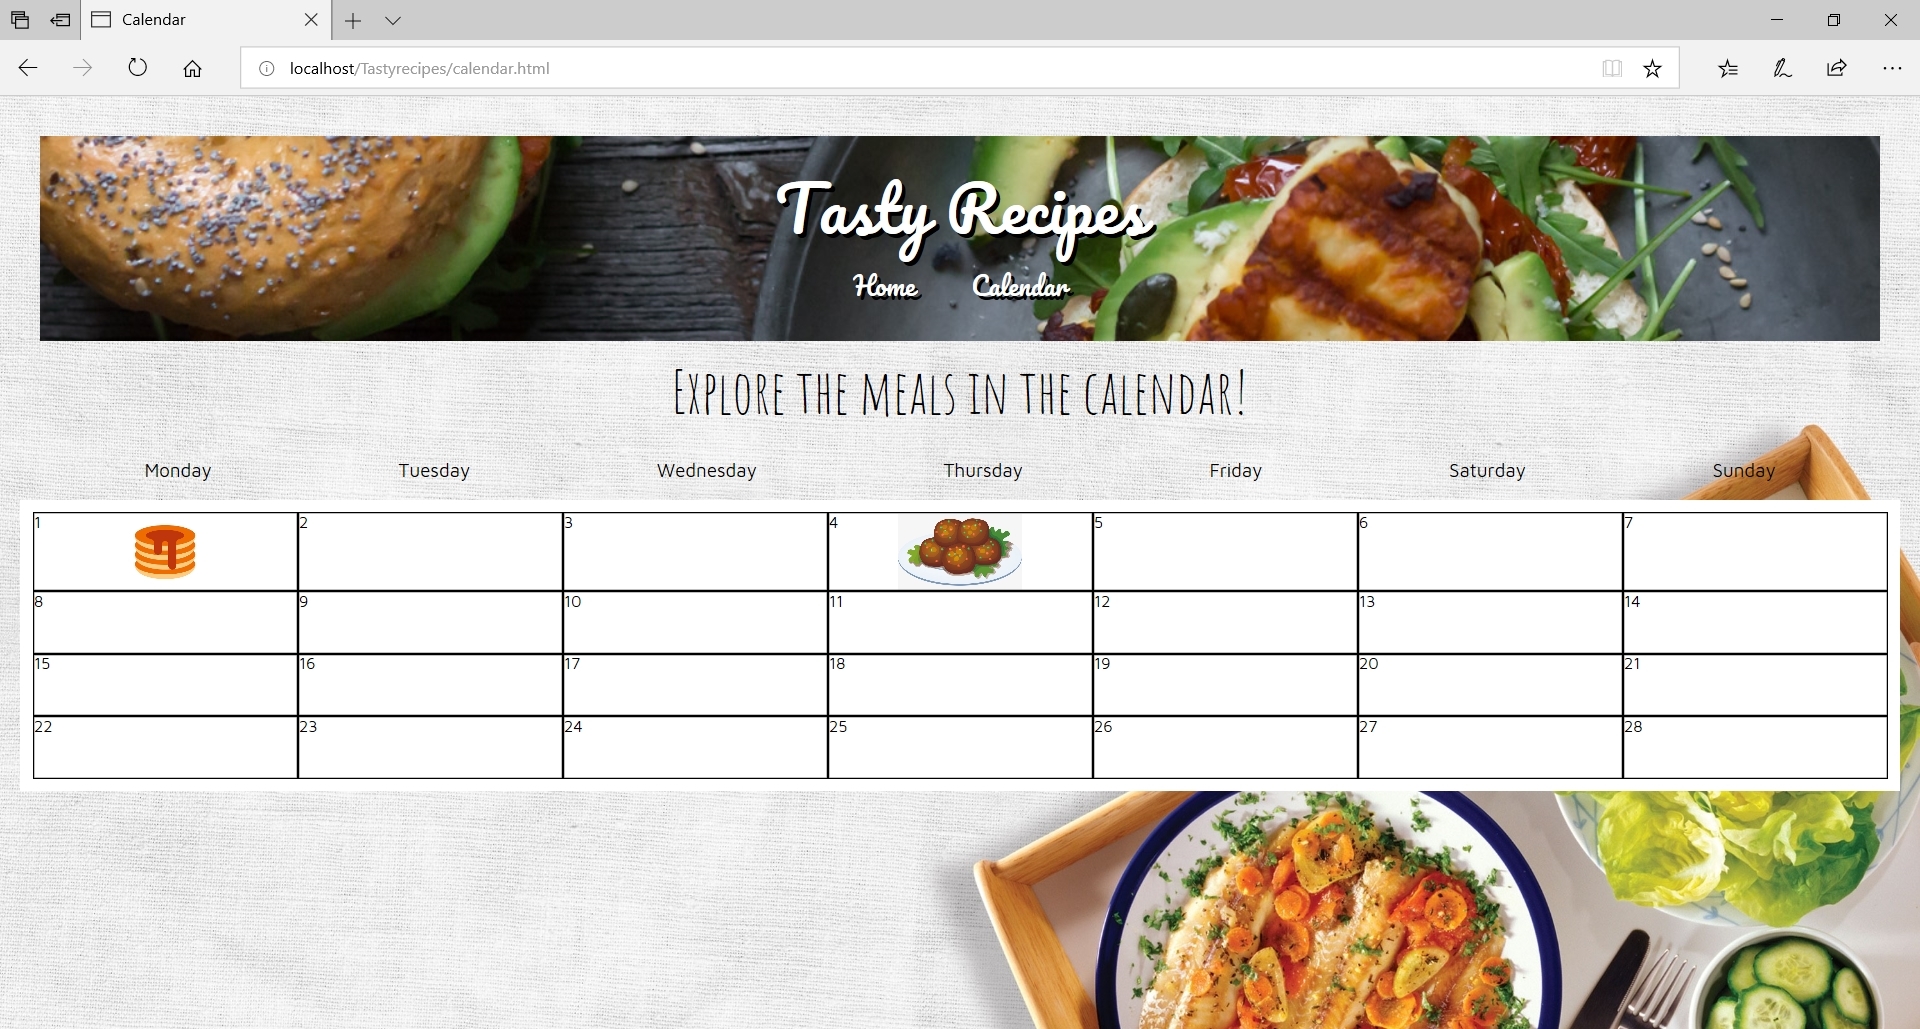 Calendar
localhost/Tastyrecipes/calendar.html
Tasty Recipes
Home Calendar
Explore the meals in the calendar!
Monday Tuesday Wednesday Thursday Friday Saturday Sunday
1 2 3 4 5 6 7
8 9 10 11 12 13 14
15 16 17 18 19 20 21
22 23 24 25 26 27 28